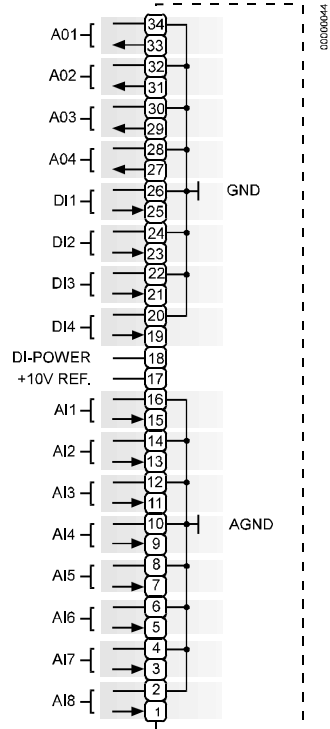 00000044
A01
34
33
A02
32
31
A03
30
29
A04
28
27
DI1
26
GND
25
DI2
24
23
DI3
22
21
DI4
20
19
DI-POWER
18
+10V REF.
17
AI1
16
15
AI2
14
13
AI3
12
11
AI4
10
AGND
9
AI5
8
7
AI6
6
5
AI7
4
3
AI8
2
1